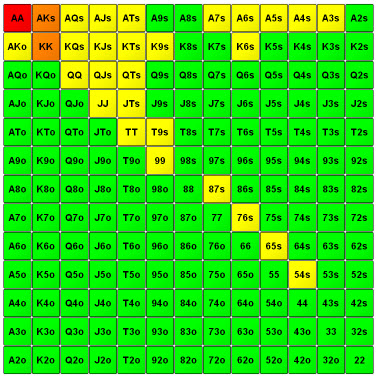 AA AKs AQs AJs ATs A9s A8s A7s A6s A5s A4s A3s A2s
AKo KK KQs KJs KTs K9s K8s K7s K6s K5s K4s K3s K2s
AQo KQo QQ QJs QTs Q9s Q8s Q7s Q6s Q5s Q4s Q3s Q2s
AJo KJo QJo JJ JTs J9s J8s J7s J6s J5s J4s J3s J2s
ATo KTo QTo JTo TT T9s T8s T7s T6s T5s T4s T3s T2s
A9o K9o Q9o J9o T9o 99 98s 97s 96s 95s 94s 93s 92s
A8o K8o Q8o J8o T8o 98o 88 87s 86s 85s 84s 83s 82s
A7o K7o Q7o J7o T7o 97o 87o 77 76s 75s 74s 73s 72s
A6o K6o Q6o J6o T6o 96o 86o 76o 66 65s 64s 63s 62s
A5o K5o Q5o J5o T5o 95o 85o 75o 65o 55 54s 53s 52s
A4o K4o Q4o J4o T4o 94o 84o 74o 64o 54o 44 43s 42s
A3o K3o Q3o J3o T3o 93o 83o 73o 63o 53o 43o 33 32s
A2o K2o Q2o J2o T2o 92o 82o 72o 62o 52o 42o 32o 22